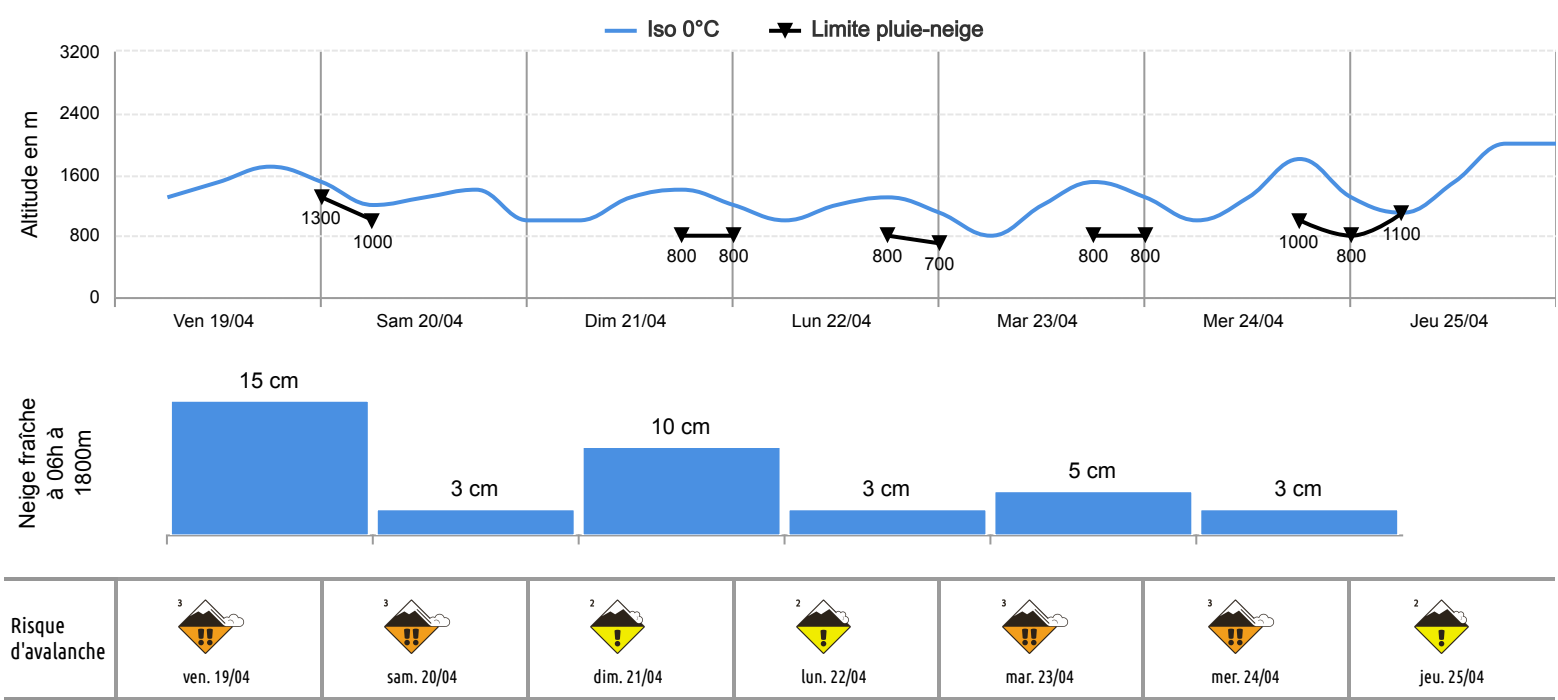 Iso 0°C Limite pluie-neige
Altitude en m
3200
2400
1600
800
0
1300
1000
800 800
800
700
800 800
1000
800
1100
Ven 19/04 Sam 20/04 Dim 21/04 Lun 22/04 Mar 23/04 Mer 24/04 Jeu 25/04
Neige fraîche
à 06h à
1800m
15 cm 3 cm 10 cm 3 cm 5 cm 3 cm
Risque
d'avalanche
3 3 2 2 3 3 2
!! !! ! ! !! !! !
ven. 19/04 sam. 20/04 dim. 21/04 lun. 22/04 mar. 23/04 mer. 24/04 jeu. 25/04